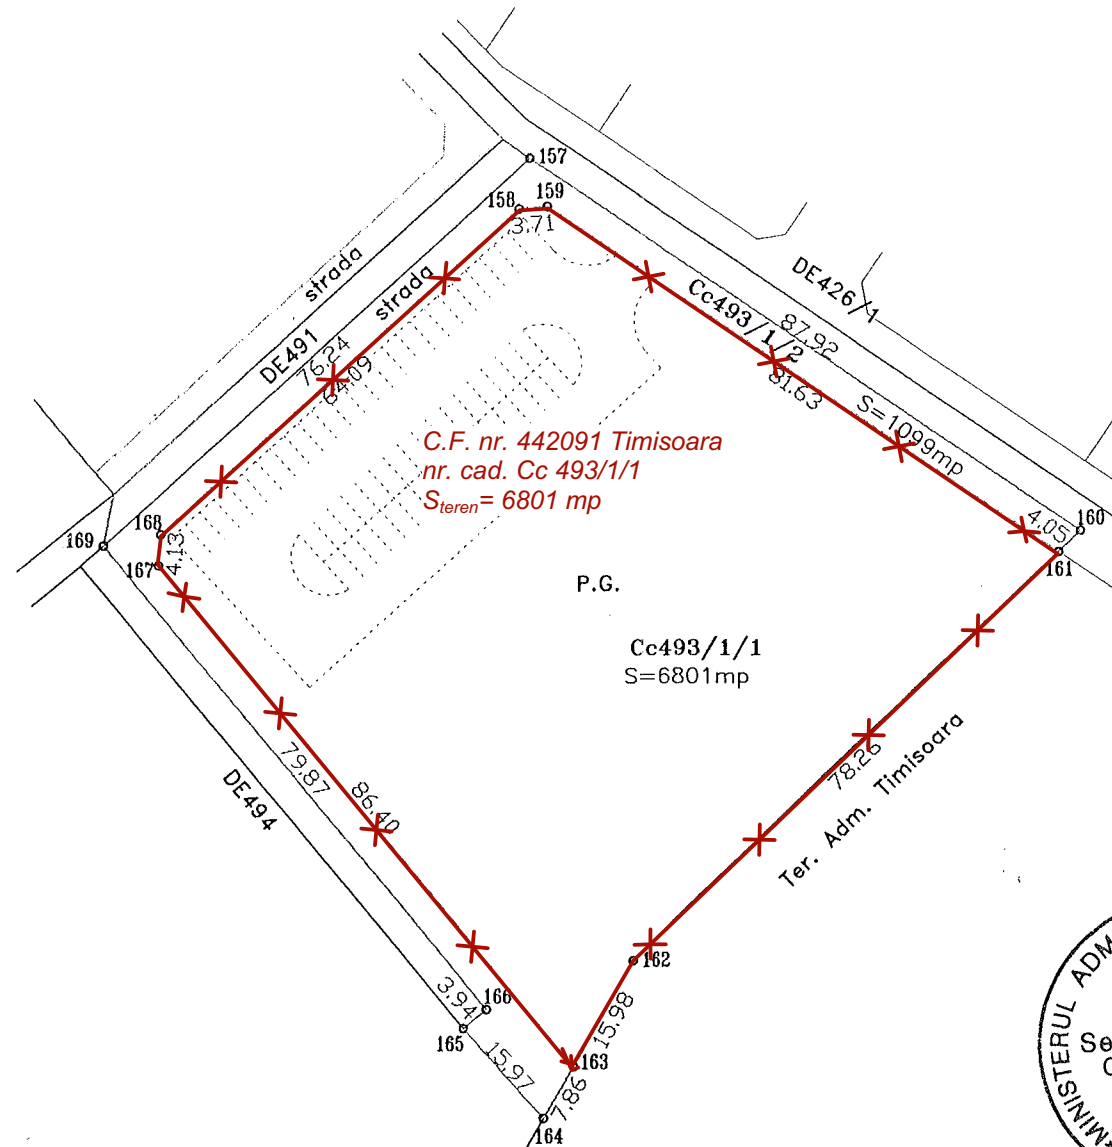 157
158
159
3.71
strada
strada
DE491
76.24
64.09
DE426/1
Cc493/1/2
87.92
81.63
S=1099mp
C.F. nr. 442091 Timisoara
nr. cad. Cc 493/1/1
Steren= 6801 mp
168
169
167
4.13
4.05
160
161
P.G.
Cc493/1/1
S=6801mp
78.26
Ter. Adm. Timisoara
79.87
86.40
DE494
162
166
3.94
165
15.98
15.97
163
7.86
164
MINISTERUL ADM
Se
C